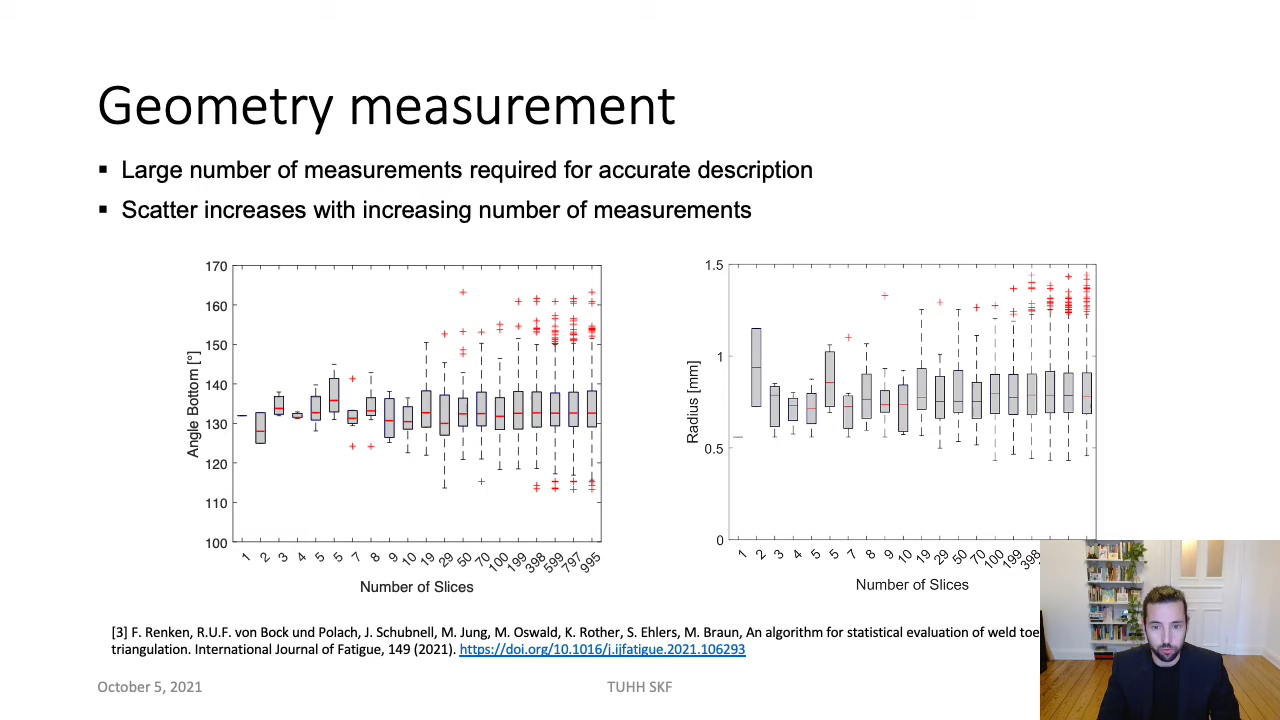 Geometry measurement
▪ Large number of measurements required for accurate description
▪ Scatter increases with increasing number of measurements
170
160
150
140
130
120
110
100
Angle Bottom [°]
1 2 3 4 5 5 7 8 9 10 19 29 50 70 100 199 398 599 797 995
Number of Slices
1.5
1
0.5
0
Radius [mm]
1 2 3 4 5 5 7 8 9 10 19 29 50 70 100 199 398
Number of Slices
[3] F. Renken, R.U.F. von Bock und Polach, J. Schubnell, M. Jung, M. Oswald, K. Rother, S. Ehlers, M. Braun, An algorithm for statistical evaluation of weld toe
triangulation. International Journal of Fatigue, 149 (2021). https://doi.org/10.1016/j.ijfatigue.2021.106293
October 5, 2021
TUHH SKF